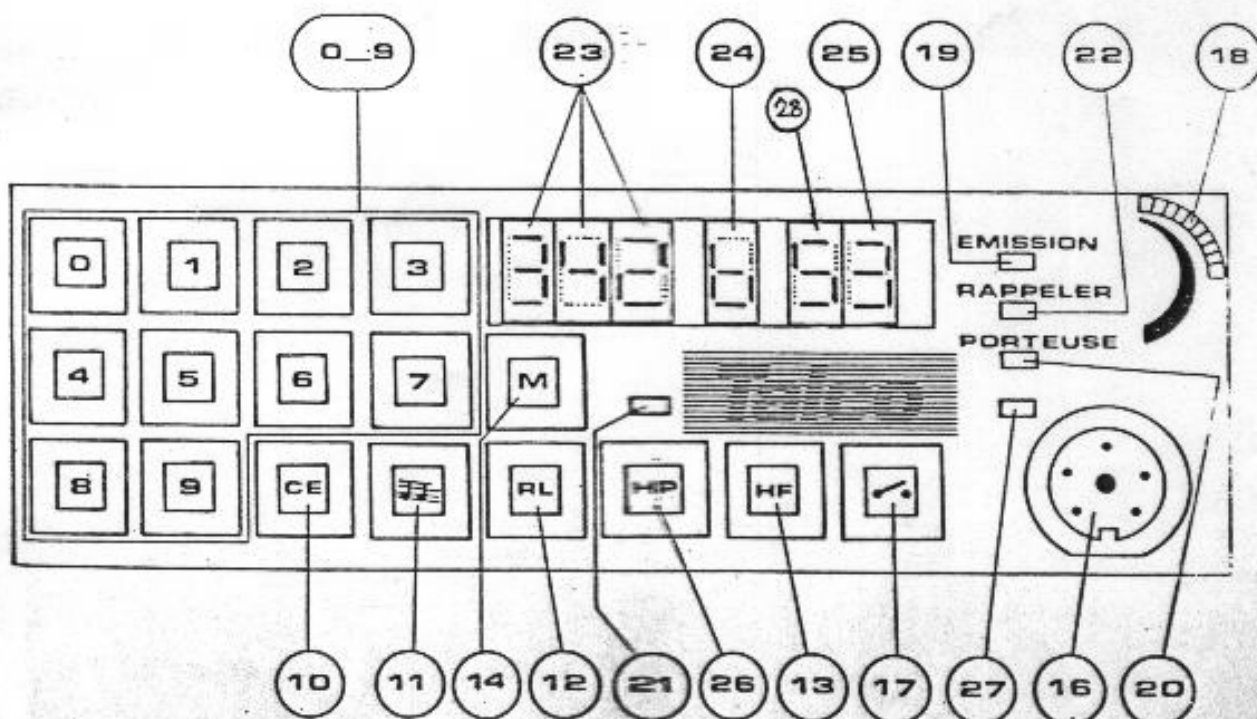 0_9 23 24 25 19 22 18
28
0 1 2 3
EMISSION
RAPPELER
PORTEUSE
4 5 6 7 M
Talco
8 9 CE RL HP HF
10 11 14 12 21 26 13 17 27 16 20